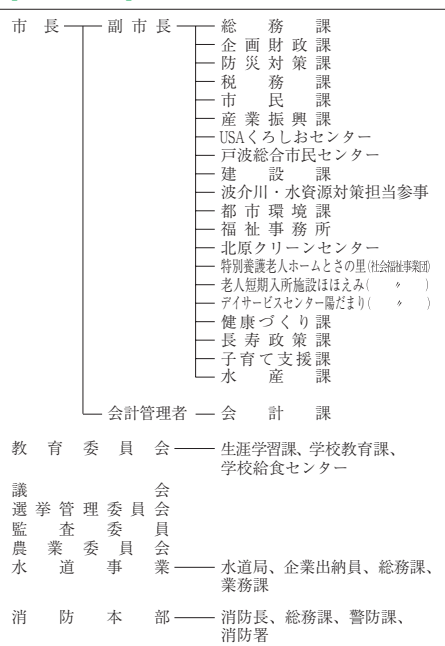 市長 副市長 総務課
企画財政課
防災対策課
税務課
市民課
産業振興課
USAくろしおセンター
戸波総合市民センター
建設課
波介川・水資源対策担当参事
都市環境課
福祉事務所
北原クリーンセンター
特別養護老人ホームとさの里(社会福祉事業団)
老人短期入所施設ほほえみ(〃)
デイサービスセンター陽だまり(〃)
健康づくり課
長寿政策課
子育て支援課
水産課
会計管理者 会計課
教育委員会 生涯学習課、学校教育課、
学校給食センター
議会
選挙管理委員会
監査委員
農業委員会
水道事業 水道局、企業出納員、総務課、
業務課
消防本部 消防長、総務課、警防課、
消防署